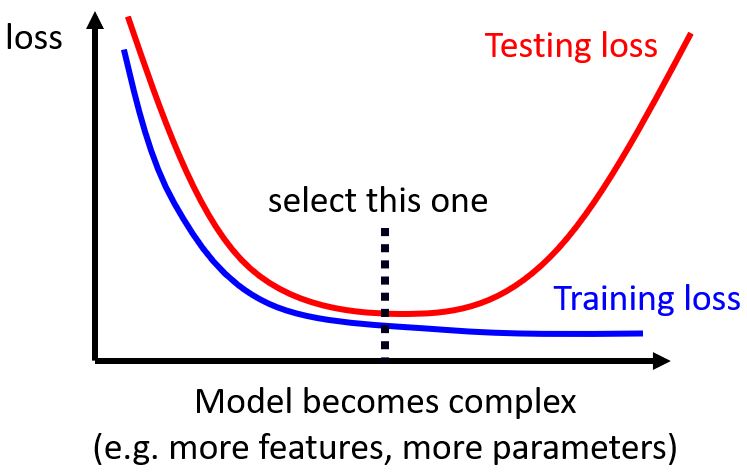 loss
Testing loss
select this one
Training loss
Model becomes complex
(e.g. more features, more parameters)